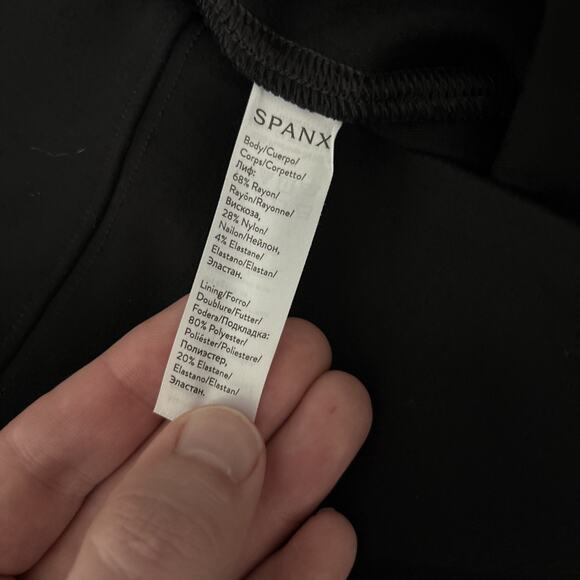 SPANX
Body/Cuerpo/
Corps/Corpetto/
Лиф:
68% Rayon/
Rayón/Rayonne/
Вискоза,
28% Nylon/
Nailon/Нейлон,
4% Elastane/
Elastano/Elastan/
Эластан.
Lining/Forro/
Doublure/Futter/
Fodera/Подкладка:
80% Polyester/
Poliéster/Poliestere/
Полиэстер,
20% Elastane/
Elastano/Elastan/
Эластан.